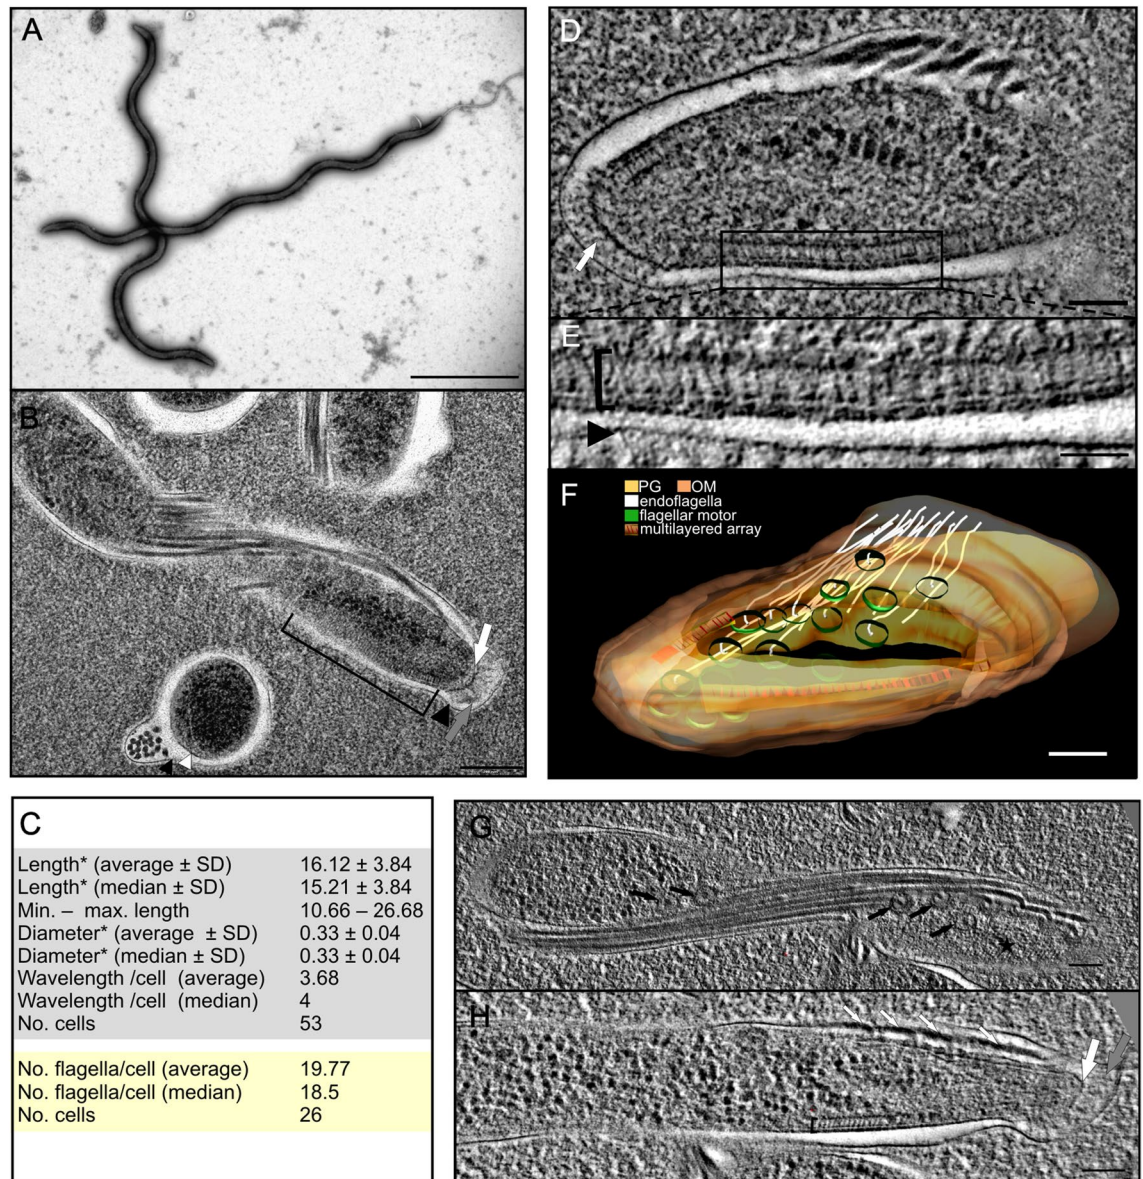 A
B
C
Length* (average ± SD) 16.12 ± 3.84
Length* (median ± SD) 15.21 ± 3.84
Min. – max. length 10.66 – 26.68
Diameter* (average ± SD) 0.33 ± 0.04
Diameter* (median ± SD) 0.33 ± 0.04
Wavelength /cell (average) 3.68
Wavelength /cell (median) 4
No. cells 53
No. flagella/cell (average) 19.77
No. flagella/cell (median) 18.5
No. cells 26
D
E
F
PG OM
endoflagella
flagellar motor
multilayered array
G
H